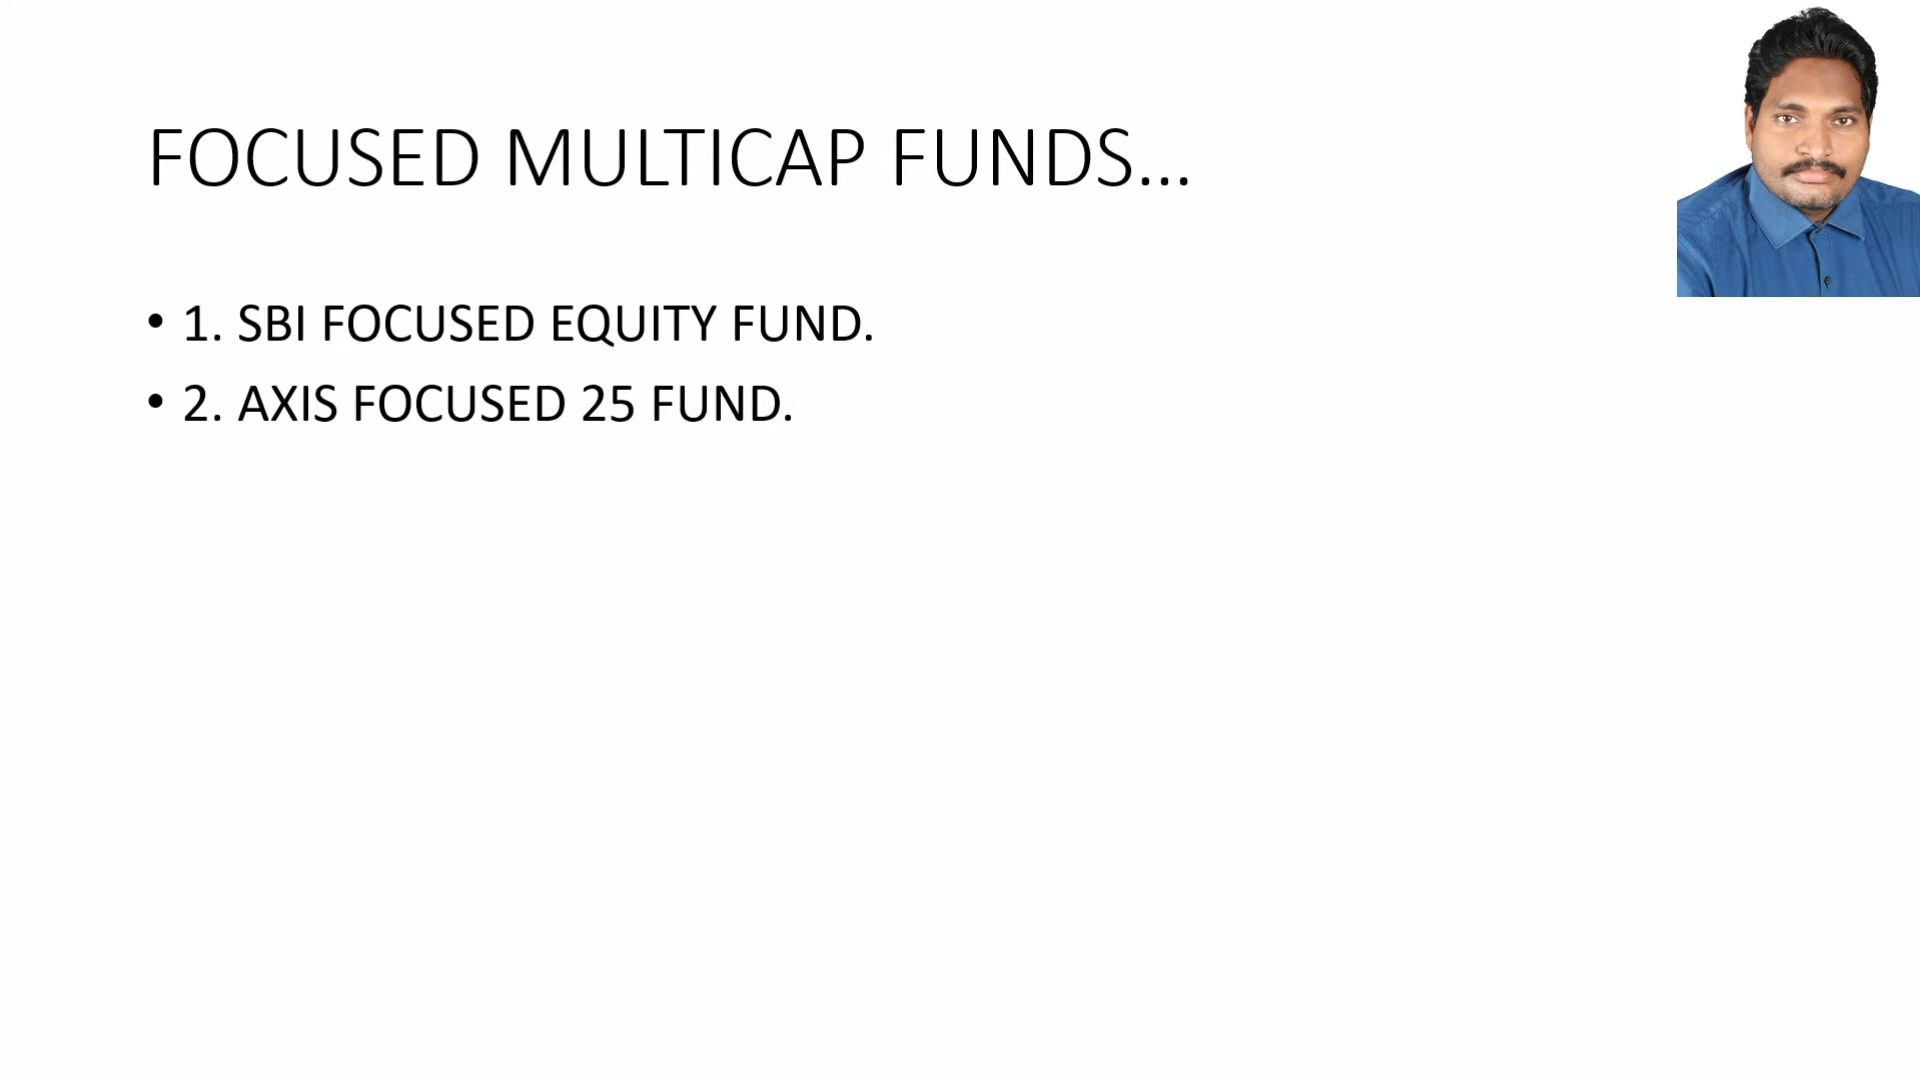 FOCUSED MULTICAP FUNDS...
• 1. SBI FOCUSED EQUITY FUND.
• 2. AXIS FOCUSED 25 FUND.